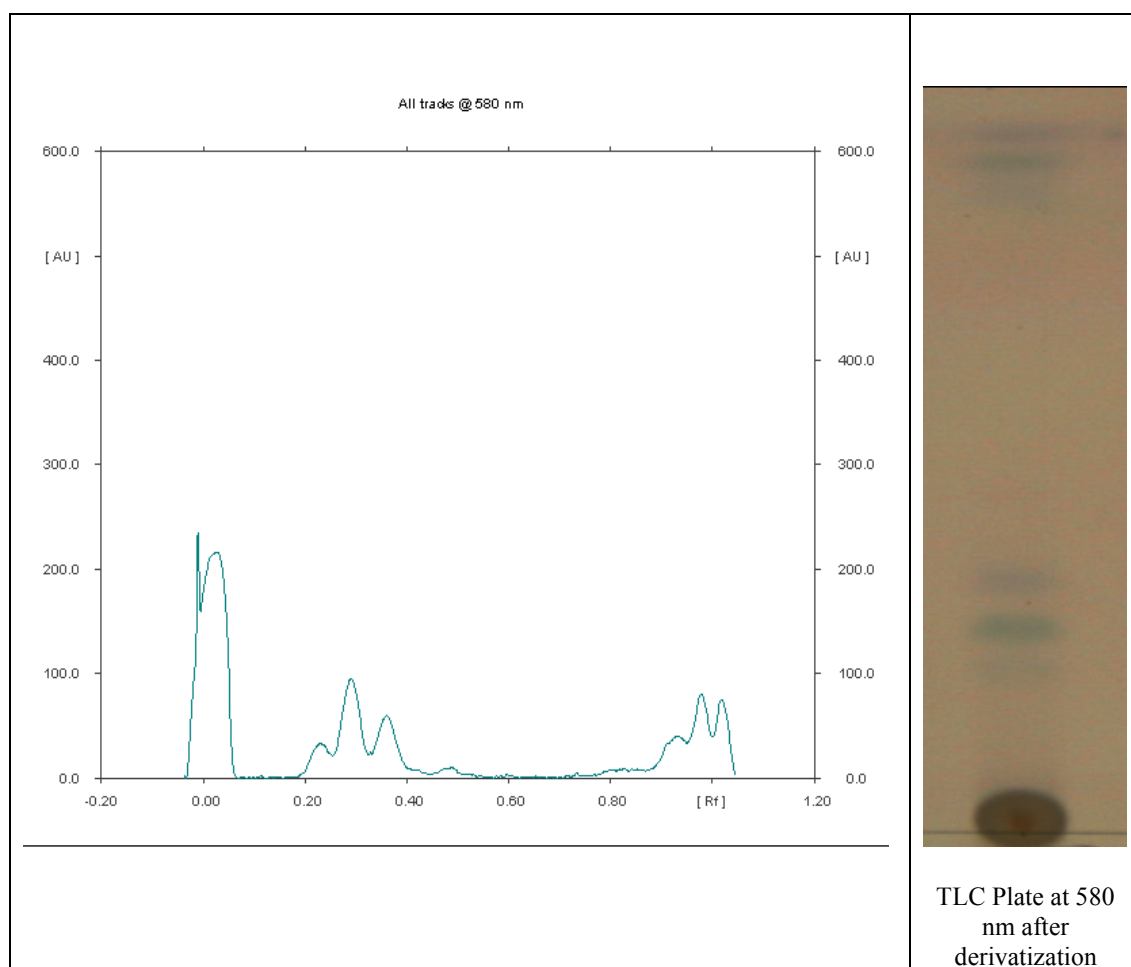 All tracks @ 580 nm
600.0 600.0
[ AU ] [ AU ]
400.0 400.0
300.0 300.0
200.0 200.0
100.0 100.0
0.0 0.0
-0.20 0.00 0.20 0.40 0.60 0.80 [ Rf ] 1.20
TLC Plate at 580
nm after
derivatization